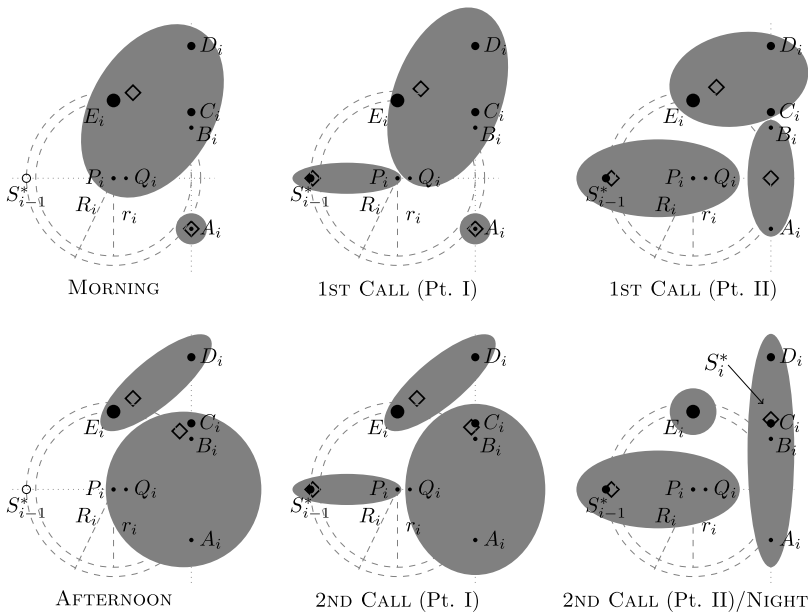 D_i D_i D_i
E_i C_i E_i C_i E_i C_i
B_i B_i B_i
P_i Q_i P_i Q_i P_i Q_i
S^*_{i−1} S^*_{i−1} S^*_{i−1}
R_i r_i R_i r_i R_i r_i
A_i A_i A_i
MORNING 1ST CALL (Pt. I) 1ST CALL (Pt. II)
D_i D_i S^*_i D_i
E_i C_i E_i C_i E_i C_i
B_i B_i B_i
P_i Q_i P_i Q_i P_i Q_i
S^*_{i−1} S^*_{i−1} S^*_{i−1}
R_i r_i R_i r_i R_i r_i
A_i A_i A_i
AFTERNOON 2ND CALL (Pt. I) 2ND CALL (Pt. II)/NIGHT